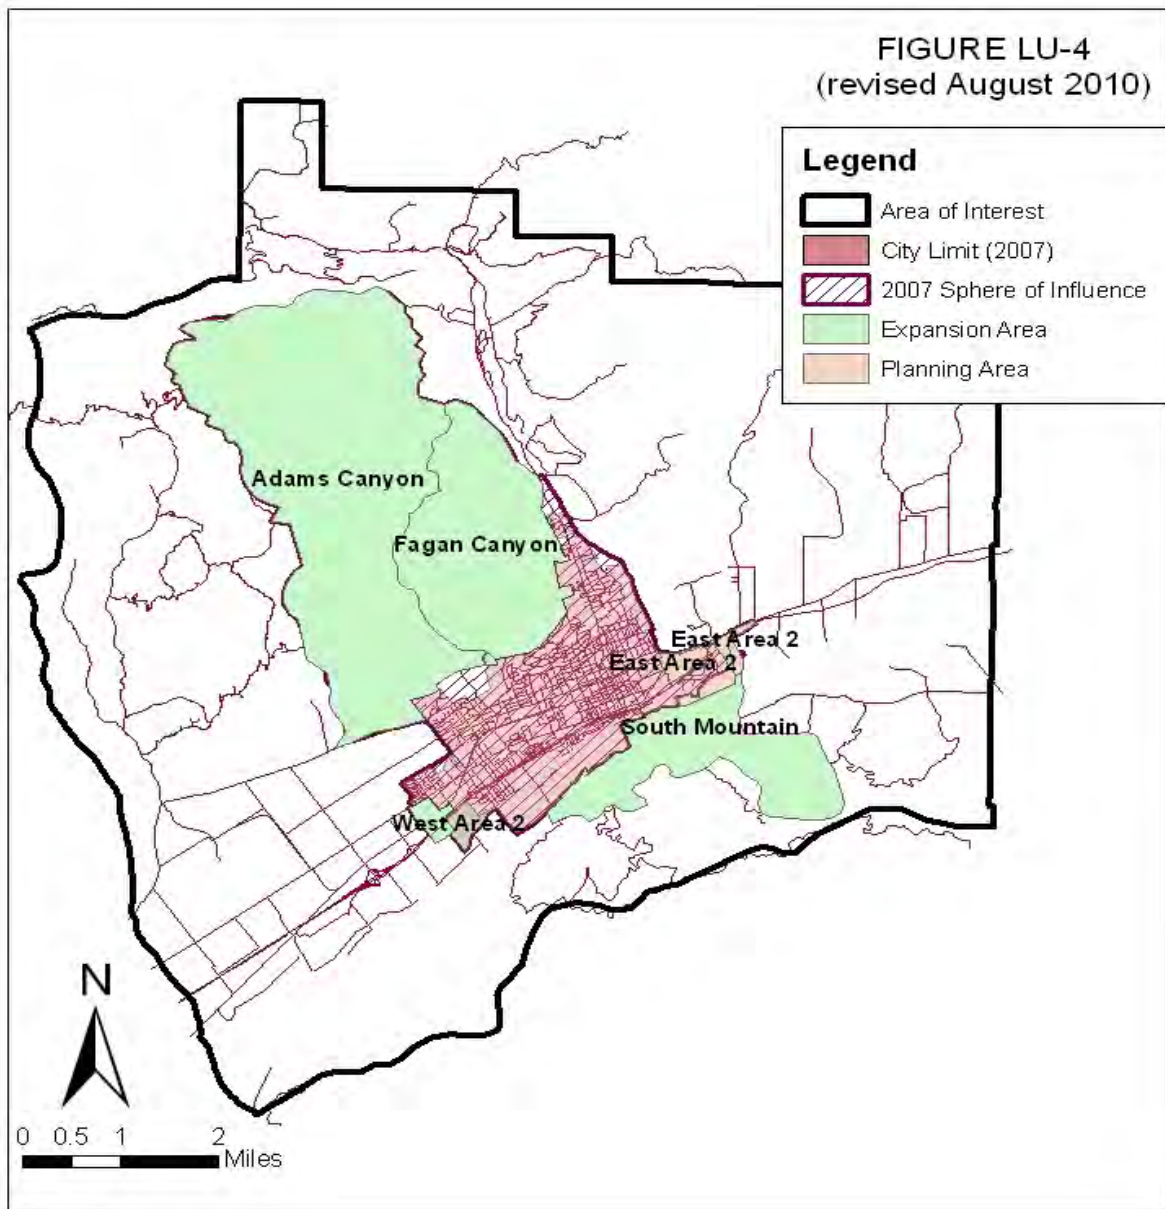 FIGURE LU-4
(revised August 2010)
Legend
Area of Interest
City Limit (2007)
2007 Sphere of Influence
Expansion Area
Planning Area
Adams Canyon
Fagan Canyon
East Area 2
East Area 2
South Mountain
West Area 2
N
0 0.5 1 2
Miles